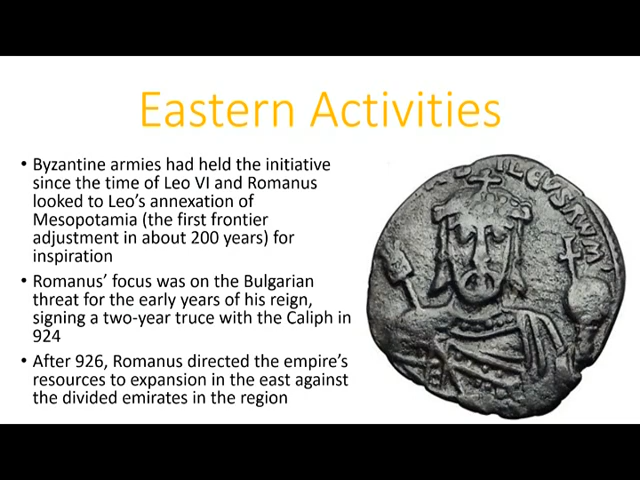 Eastern Activities
• Byzantine armies had held the initiative
since the time of Leo VI and Romanus
looked to Leo's annexation of
Mesopotamia (the first frontier
adjustment in about 200 years) for
inspiration
• Romanus' focus was on the Bulgarian
threat for the early years of his reign,
signing a two-year truce with the Caliph in
924
• After 926, Romanus directed the empire's
resources to expansion in the east against
the divided emirates in the region